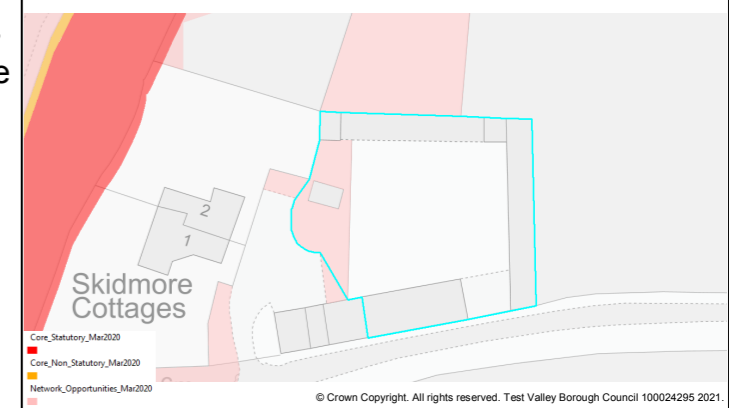 e
2
1
Skidmore
Cottages
Core_Statutory_Mar2020
Core_Non_Statutory_Mar2020
Network_Opportunities_Mar2020
© Crown Copyright. All rights reserved. Test Valley Borough Council 100024295 2021.